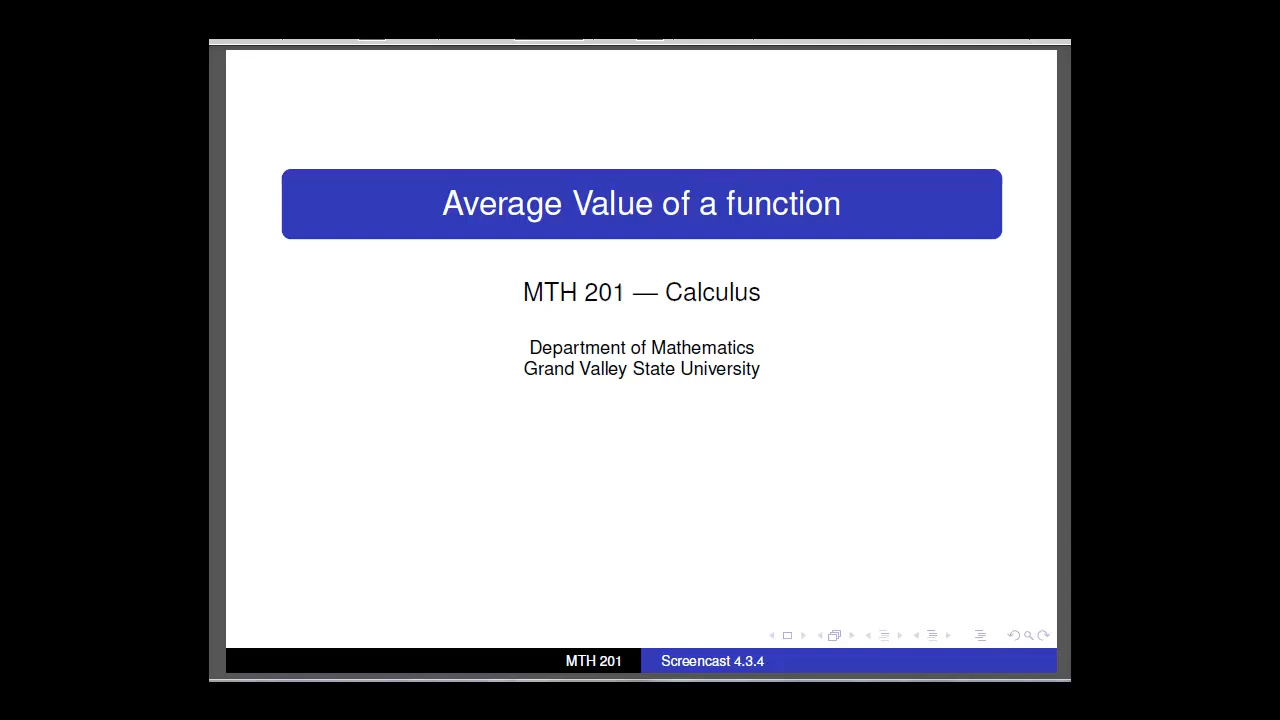 Average Value of a function
MTH 201 — Calculus
Department of Mathematics
Grand Valley State University
MTH 201
Screencast 4.3.4